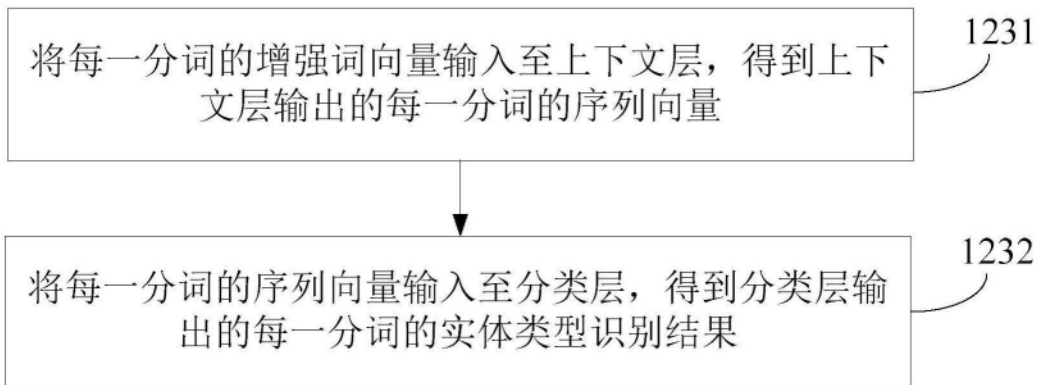 将每一分词的增强词向量输入至上下文层，得到上下
文层输出的每一分词的序列向量
1231
将每一分词的序列向量输入至分类层，得到分类层输
出的每一分词的实体类型识别结果
1232